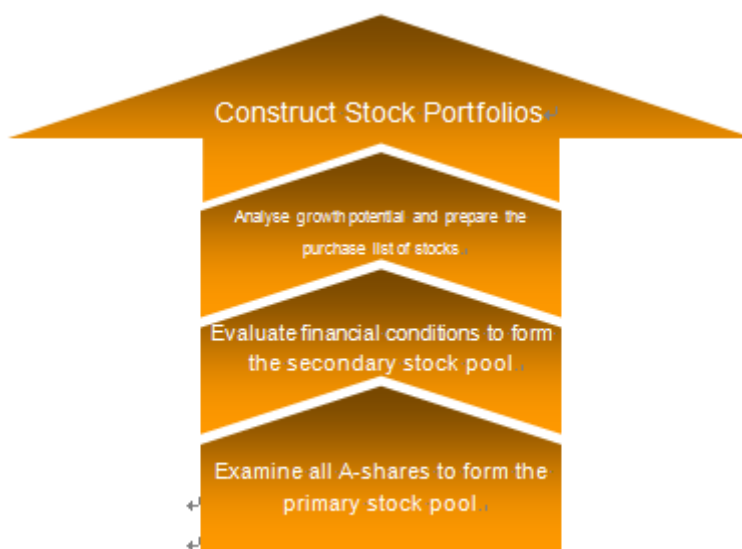 Construct Stock Portfolios
Analyse growth potential and prepare the
purchase list of stocks.
Evaluate financial conditions to form
the secondary stock pool
Examine all A-shares to form the
primary stock pool.